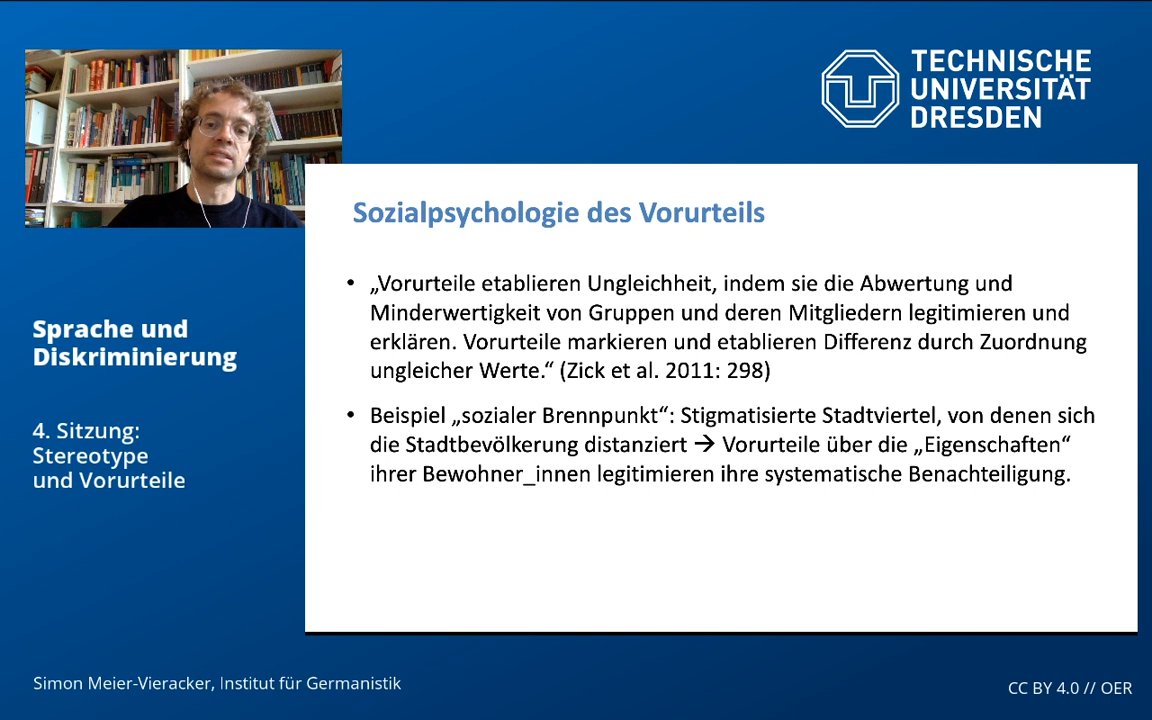 TECHNISCHE
UNIVERSITÄT
DRESDEN
Sozialpsychologie des Vorurteils
• „Vorurteile etablieren Ungleichheit, indem sie die Abwertung und
Minderwertigkeit von Gruppen und deren Mitgliedern legitimieren und
erklären. Vorurteile markieren und etablieren Differenz durch Zuordnung
ungleicher Werte.“ (Zick et al. 2011: 298)
• Beispiel „sozialer Brennpunkt“: Stigmatisierte Stadtviertel, von denen sich
die Stadtbevölkerung distanziert → Vorurteile über die „Eigenschaften“
ihrer Bewohner_innen legitimieren ihre systematische Benachteiligung.
Sprache und
Diskriminierung
4. Sitzung:
Stereotype
und Vorurteile
Simon Meier-Vieracker, Institut für Germanistik
CC BY 4.0 // OER